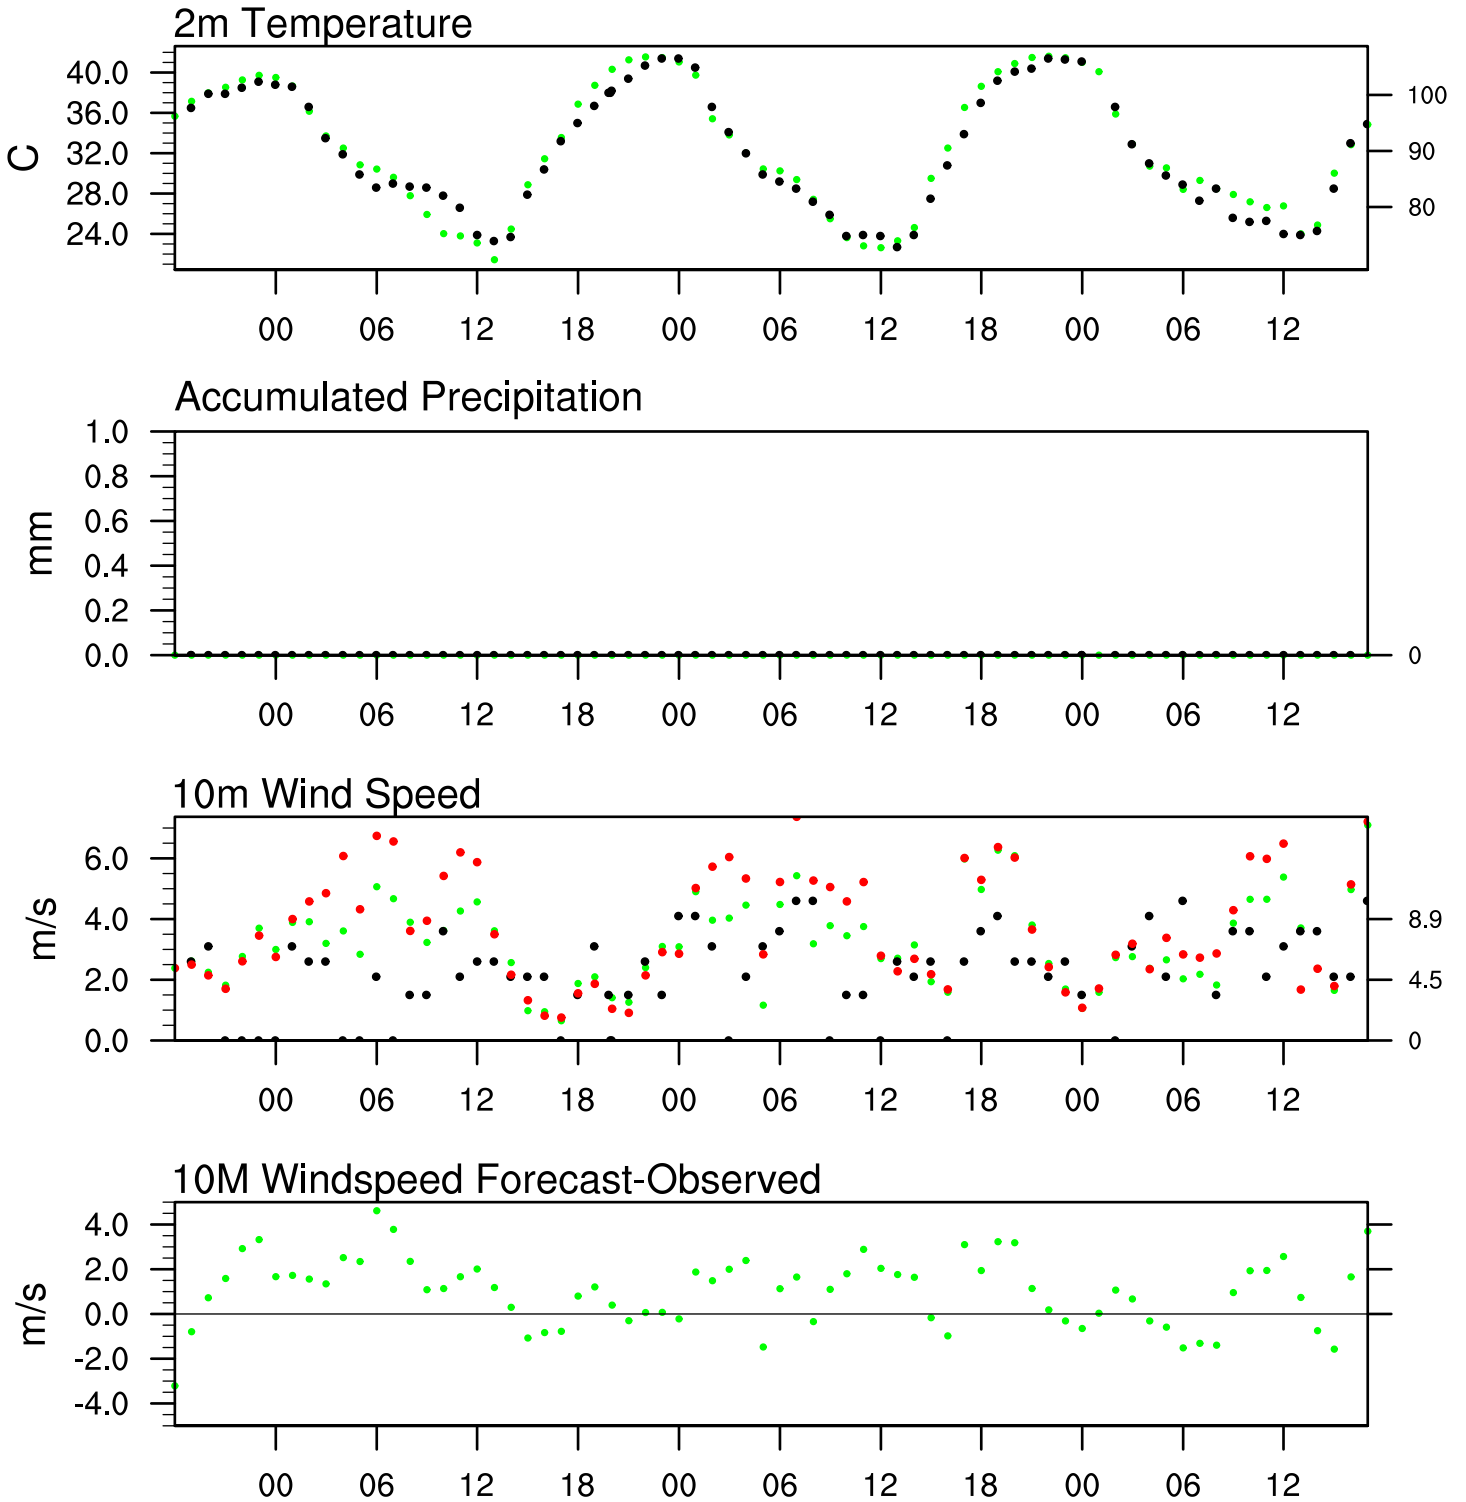 2m Temperature
40.0
36.0
32.0
28.0
24.0
C
100
90
80
00 06 12 18 00 06 12 18 00 06 12
Accumulated Precipitation
1.0
0.8
0.6
0.4
0.2
0.0
mm
0
00 06 12 18 00 06 12 18 00 06 12
10m Wind Speed
6.0
4.0
2.0
0.0
m/s
8.9
4.5
0
00 06 12 18 00 06 12 18 00 06 12
10M Windspeed Forecast-Observed
4.0
2.0
0.0
-2.0
-4.0
m/s
00 06 12 18 00 06 12 18 00 06 12